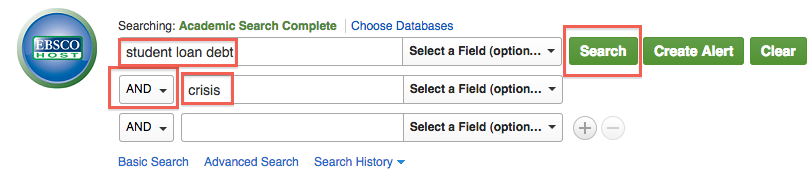 EBSCO
HOST
Searching: Academic Search Complete Choose Databases
student loan debt Select a Field (option... Search Create Alert Clear
AND crisis Select a Field (option...
AND Select a Field (option...
Basic Search Advanced Search Search History